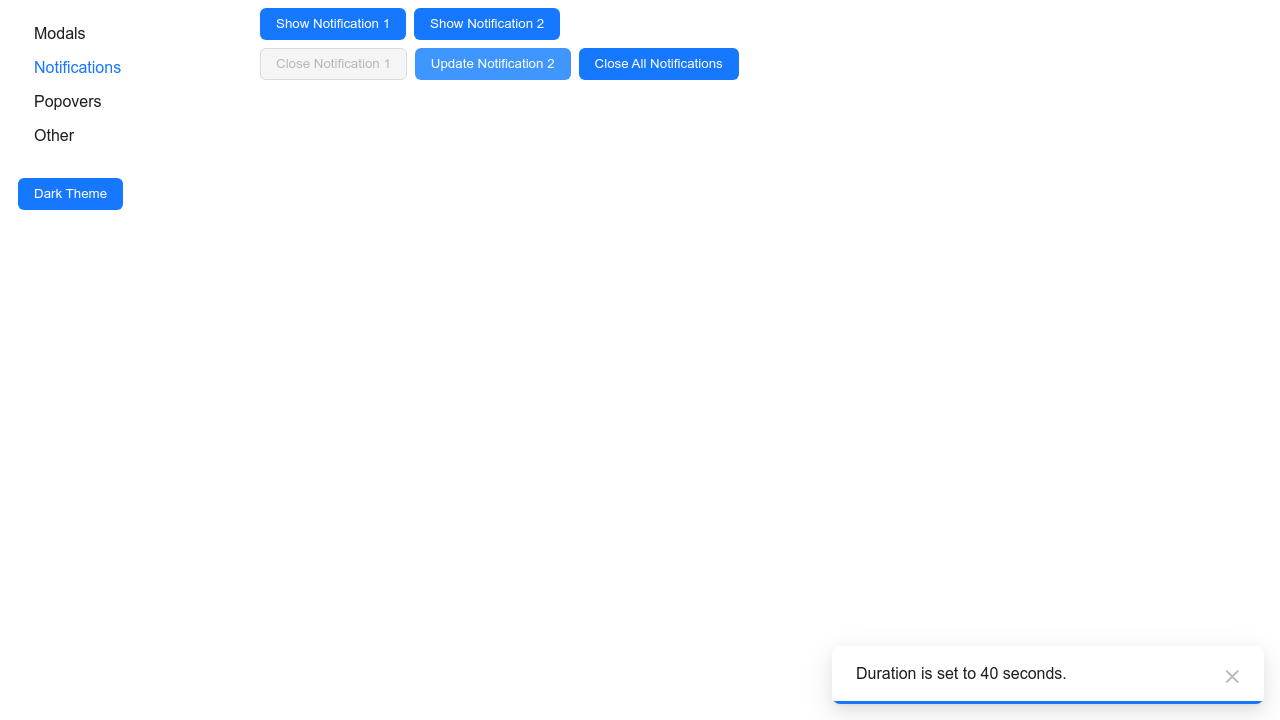 Modals
Notifications
Popovers
Other
Dark Theme
Show Notification 1
Show Notification 2
Close Notification 1
Update Notification 2
Close All Notifications
Duration is set to 40 seconds.